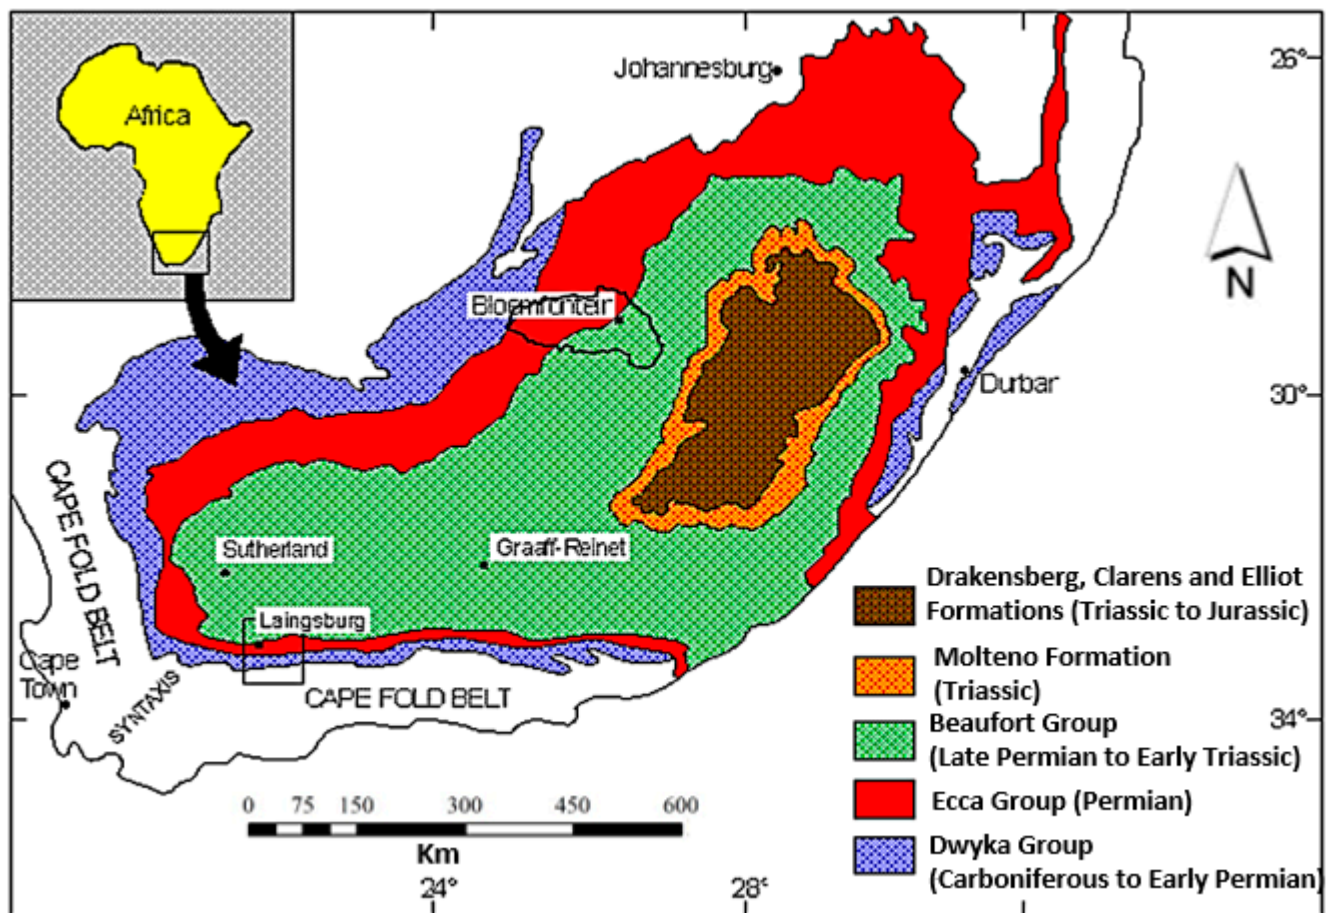 Africa
Johannesburg
26°
N
Bloemfontein
Durbar
30°
CAPE FOLD BELT
Sutherland
Graaff-Reinet
Laingsburg
Cape
Town
SYNTAXIS
CAPE FOLD BELT
34°
Drakensberg, Clarens and Elliot
Formations (Triassic to Jurassic)
Molteno Formation
(Triassic)
Beaufort Group
(Late Permian to Early Triassic)
Ecca Group (Permian)
Dwyka Group
(Carboniferous to Early Permian)
0 75 150 300 450 600
Km
24° 28°